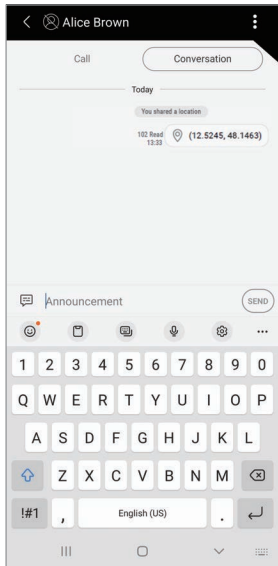 Alice Brown
Call
Conversation
Today
You shared a location
102 Read
13:33
(12.5245, 48.1463)
Announcement
SEND
1 2 3 4 5 6 7 8 9 0
Q W E R T Y U I O P
A S D F G H J K L
Z X C V B N M
!#1 , English (US) .